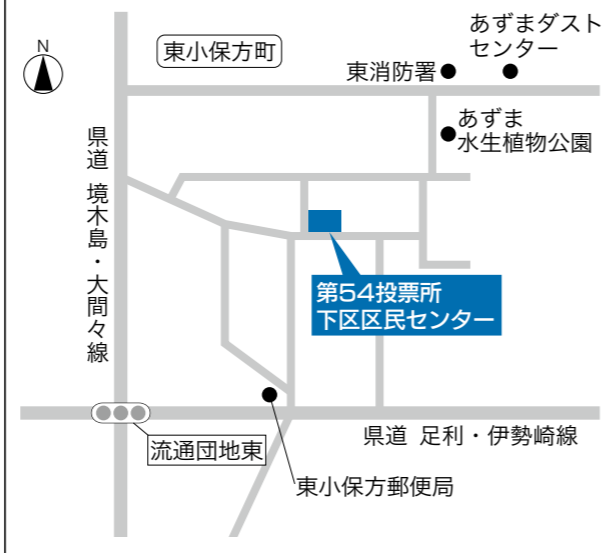 N
東小保方町
あずまダスト
センター
東消防署
あずま
水生植物公園
県道 境木島・大間々線
第54投票所
下区区民センター
流通団地東
県道 足利・伊勢崎線
東小保方郵便局